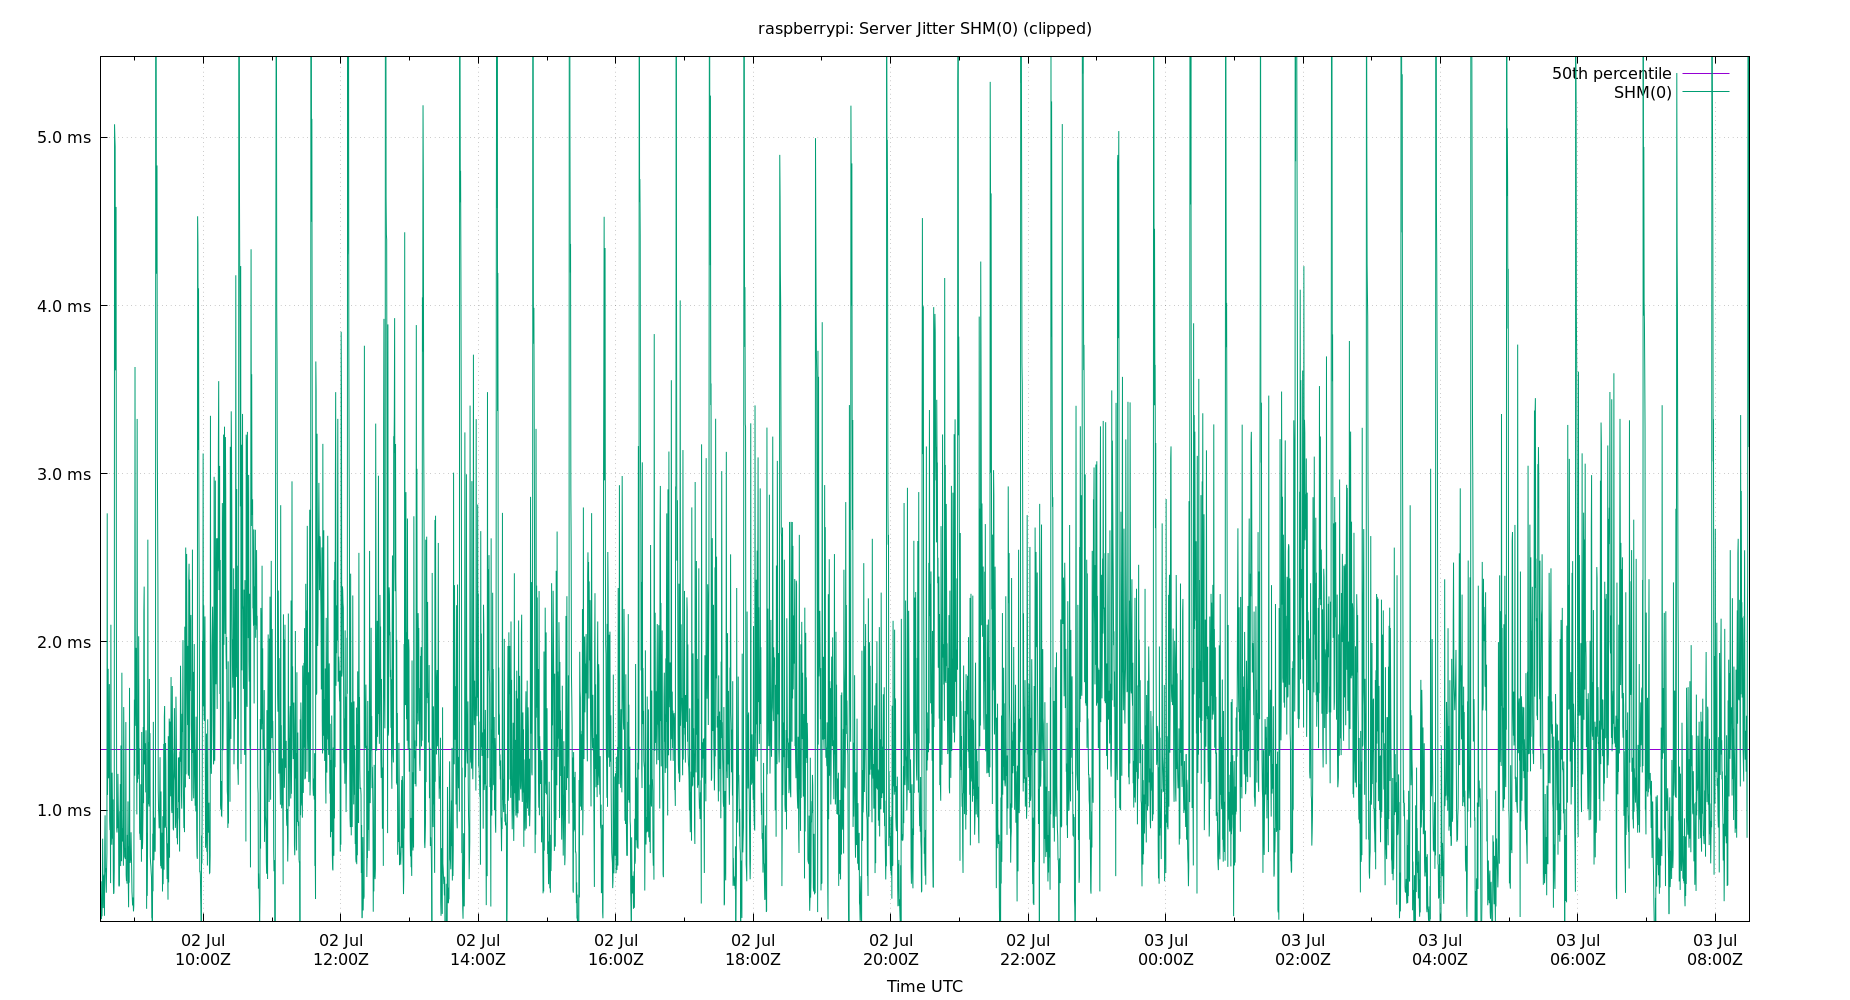 raspberrypi: Server Jitter SHM(0) (clipped)
50th percentile
SHM(0)
5.0 ms
4.0 ms
3.0 ms
2.0 ms
1.0 ms
02 Jul 02 Jul 02 Jul 02 Jul 02 Jul 02 Jul 02 Jul 03 Jul 03 Jul 03 Jul 03 Jul 03 Jul
10:00Z 12:00Z 14:00Z 16:00Z 18:00Z 20:00Z 22:00Z 00:00Z 02:00Z 04:00Z 06:00Z 08:00Z
Time UTC